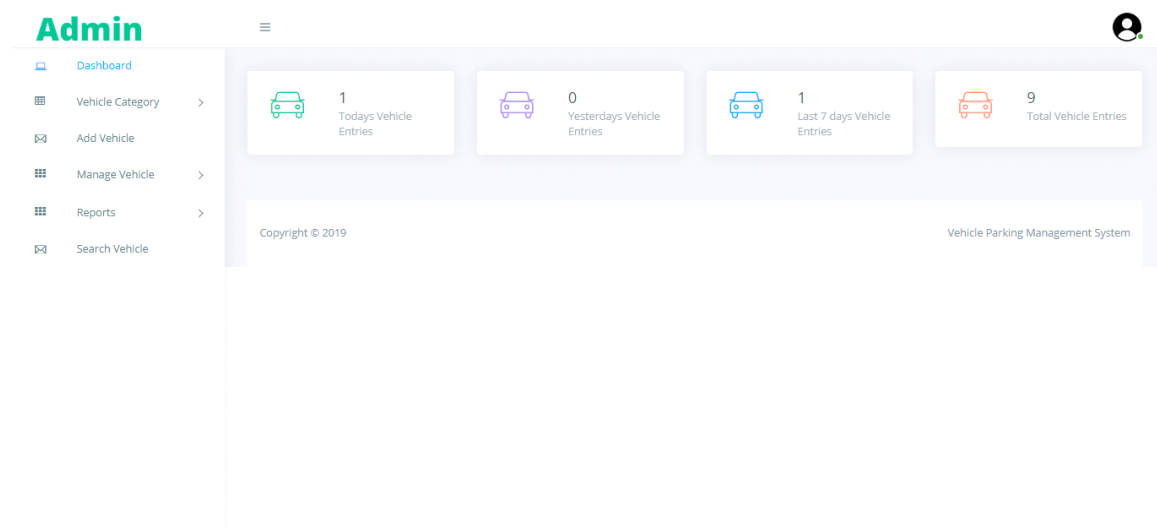 Admin
Dashboard
Vehicle Category
Add Vehicle
Manage Vehicle
Reports
Search Vehicle
1
Todays Vehicle
Entries
0
Yesterdays Vehicle
Entries
1
Last 7 days Vehicle
Entries
9
Total Vehicle Entries
Copyright © 2019
Vehicle Parking Management System